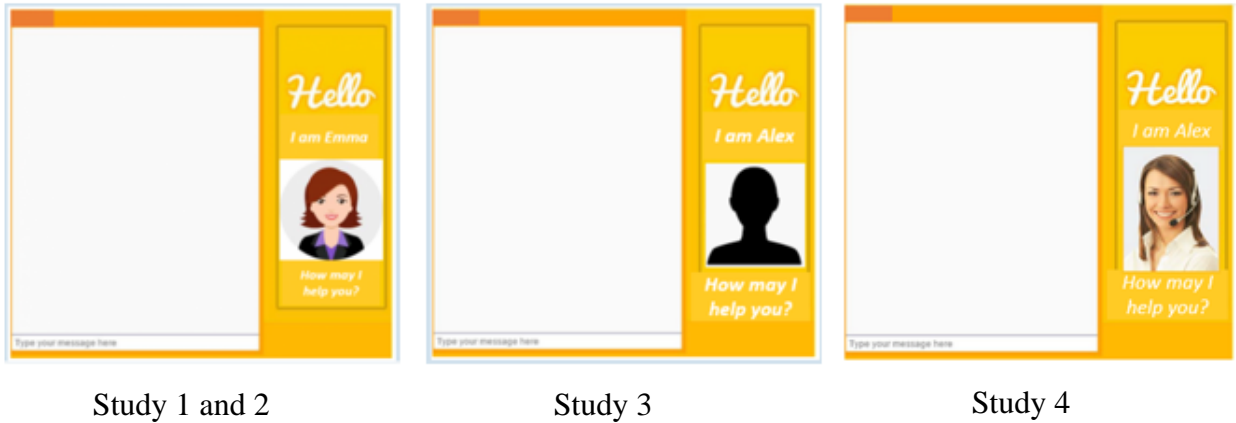 Hello
I am Emma
How may I
help you?
Type your message here
Study 1 and 2
Hello
I am Alex
How may I
help you?
Type your message here
Study 3
Hello
I am Alex
How may I
help you?
Type your message here
Study 4